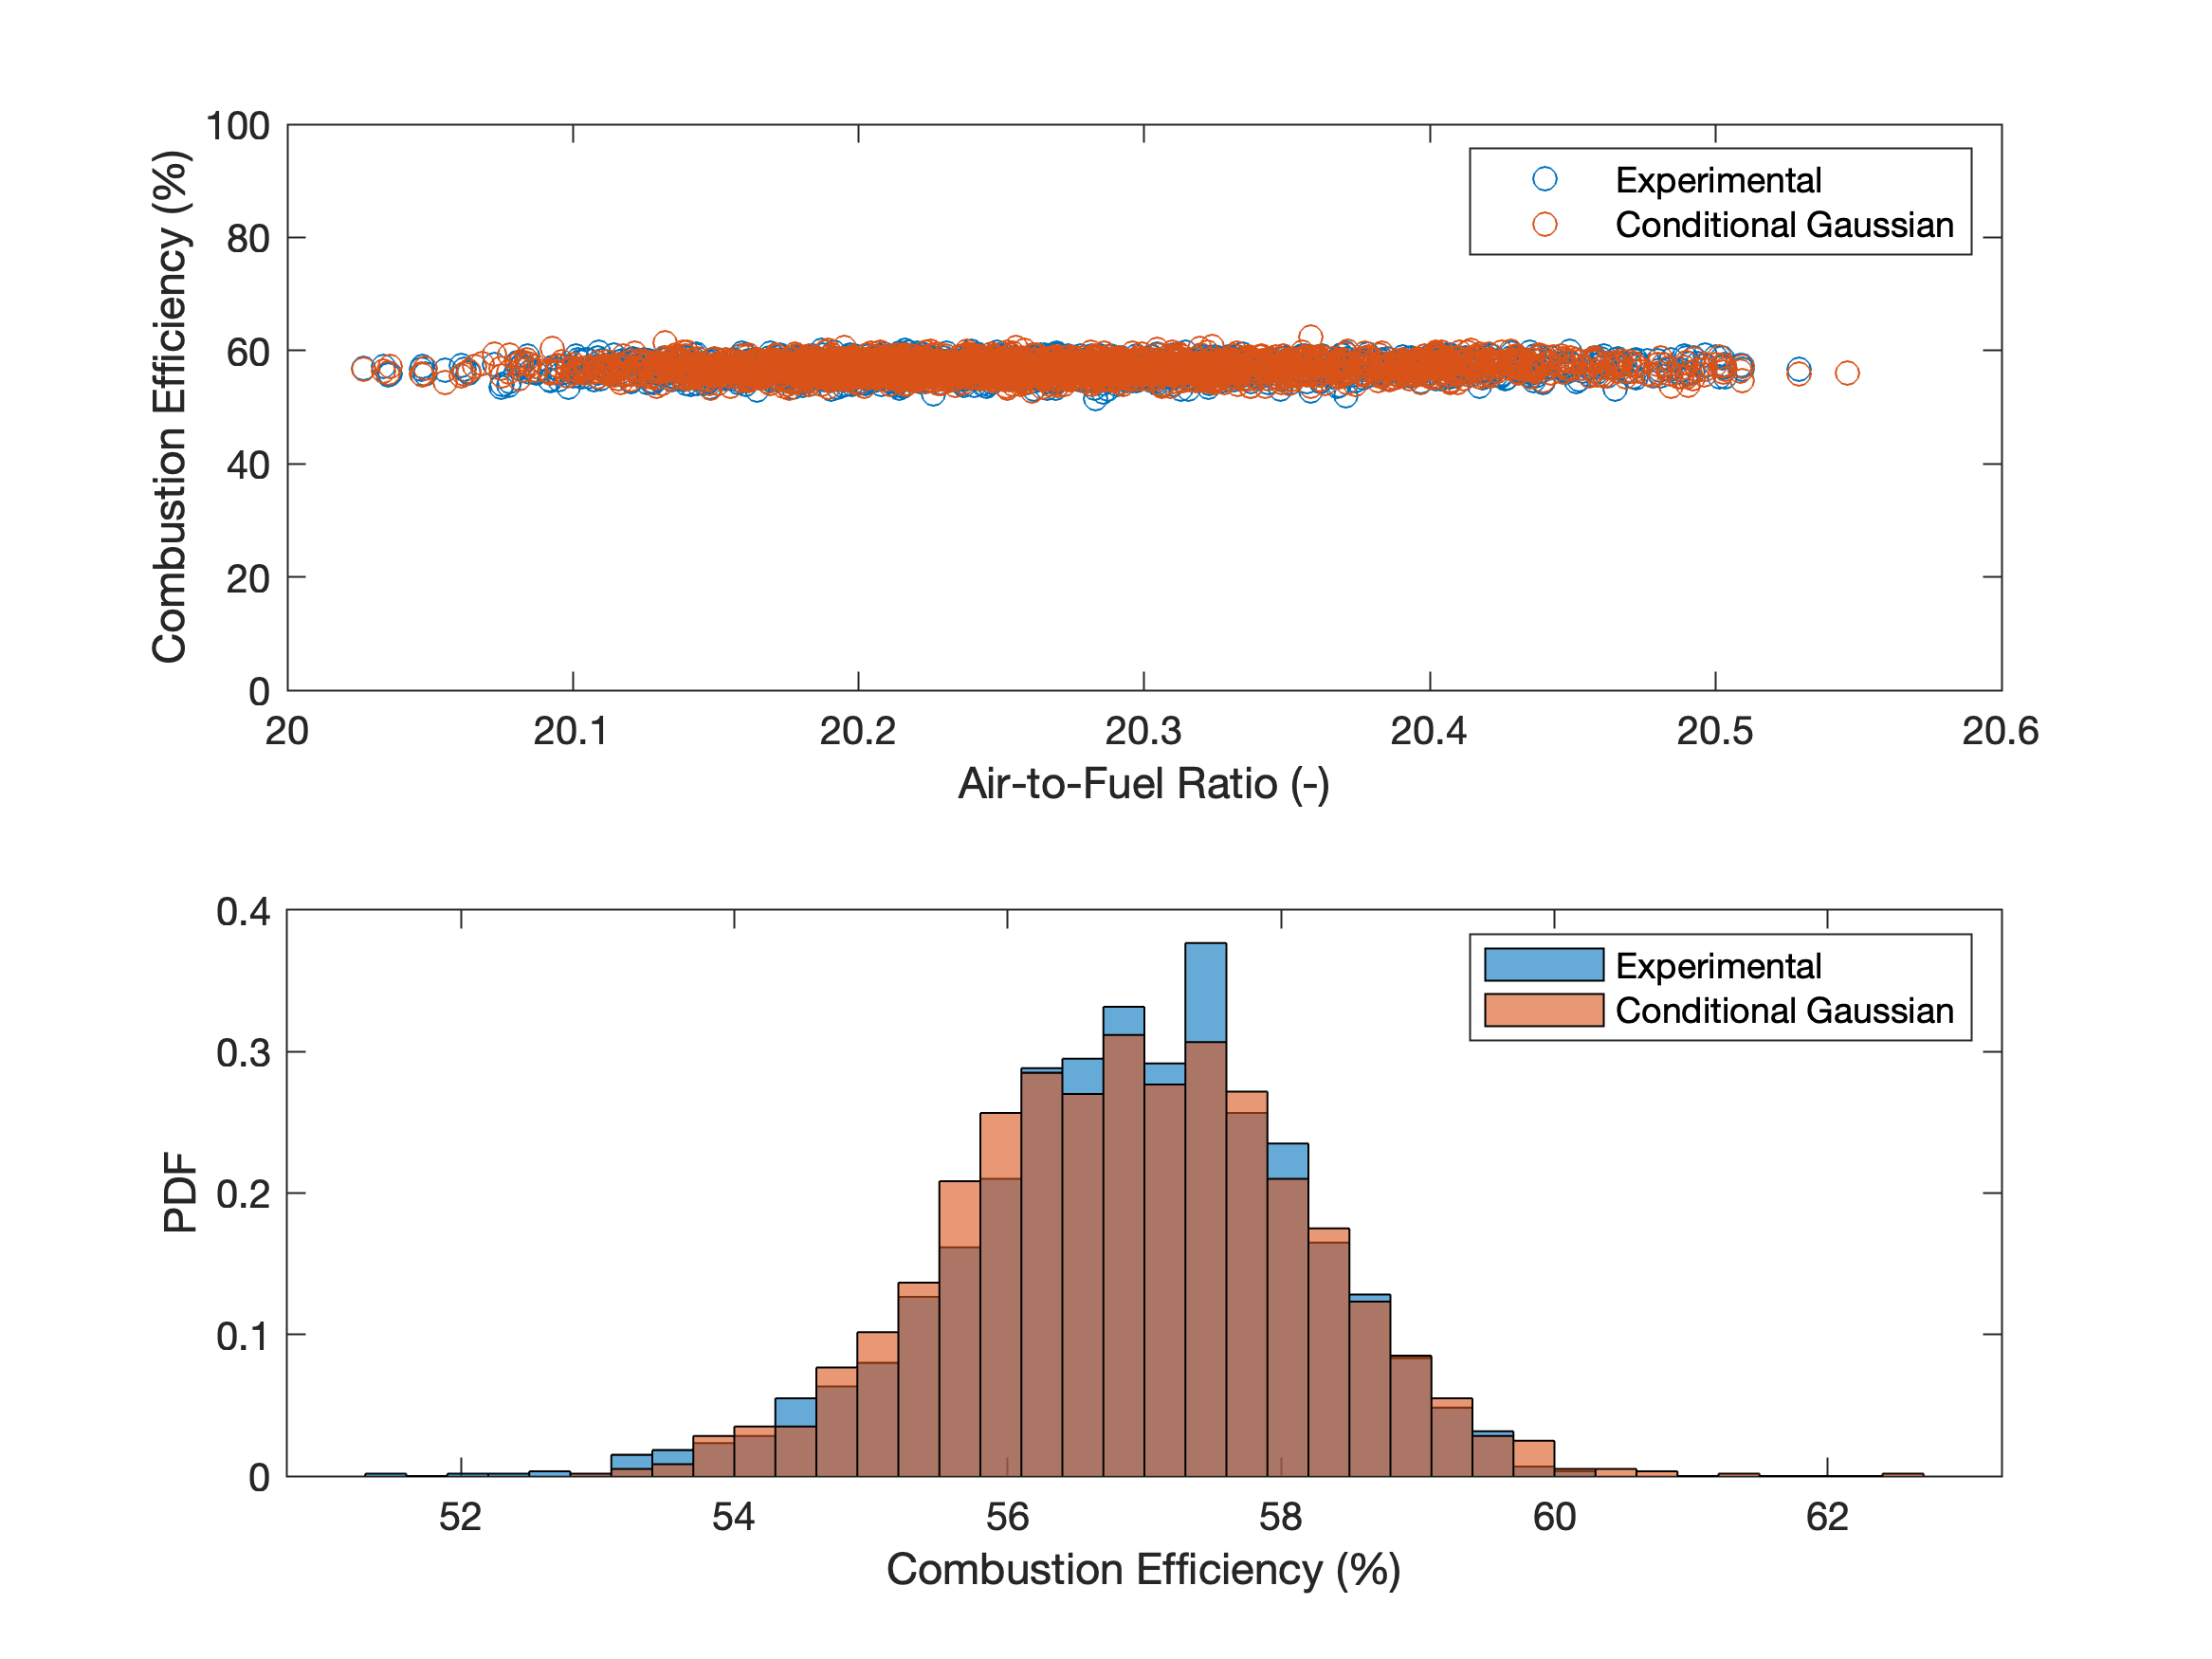 100
80
60
40
20
0
Combustion Efficiency (%)
Experimental
Conditional Gaussian
20 20.1 20.2 20.3 20.4 20.5 20.6
Air-to-Fuel Ratio (-)
0.4
0.3
0.2
0.1
0
PDF
Experimental
Conditional Gaussian
52 54 56 58 60 62
Combustion Efficiency (%)